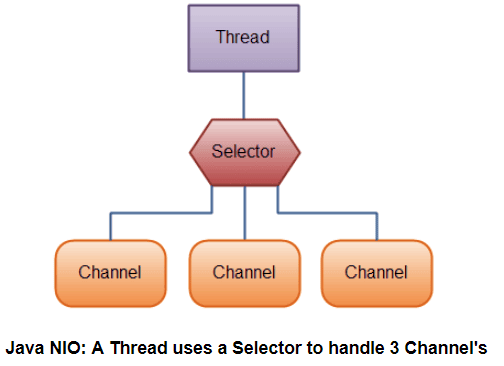 Thread
Selector
Channel
Channel
Channel
Java NIO: A Thread uses a Selector to handle 3 Channel's